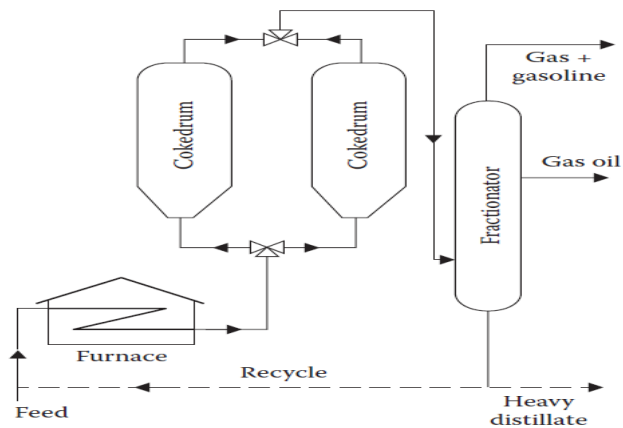 Gas +
gasoline
Cokedrum
Cokedrum
Gas oil
Fractionator
Furnace
Recycle
Feed
Heavy
distillate